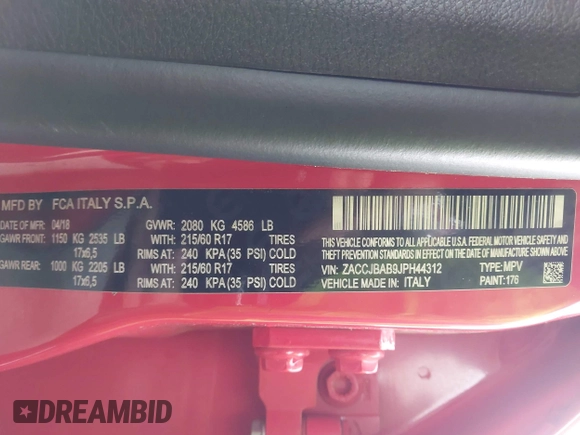 MFD BY FCA ITALY S.P.A.
DATE OF MFR: 04/18 GVWR: 2080 KG 4586 LB
GAWR FRONT: 1150 KG 2535 LB WITH: 215/60 R17 TIRES
17x6,5 RIMS AT: 240 KPA (35 PSI) COLD
GAWR REAR: 1000 KG 2205 LB WITH: 215/60 R17 TIRES
17x6,5 RIMS AT: 240 KPA (35 PSI) COLD
THIS VEHICLE CONFORMS TO ALL APPLICABLE U.S.A. FEDERAL MOTOR
VEHICLE SAFETY, BUMPER, AND THEFT PREVENTION STANDARDS IN EFFECT
ON THE DATE OF MANUFACTURE SHOWN ABOVE.
VIN: ZACCJBAB9JPH44312 TYPE: MPV
VEHICLE MADE IN: ITALY PAINT: 176
DREAMBID